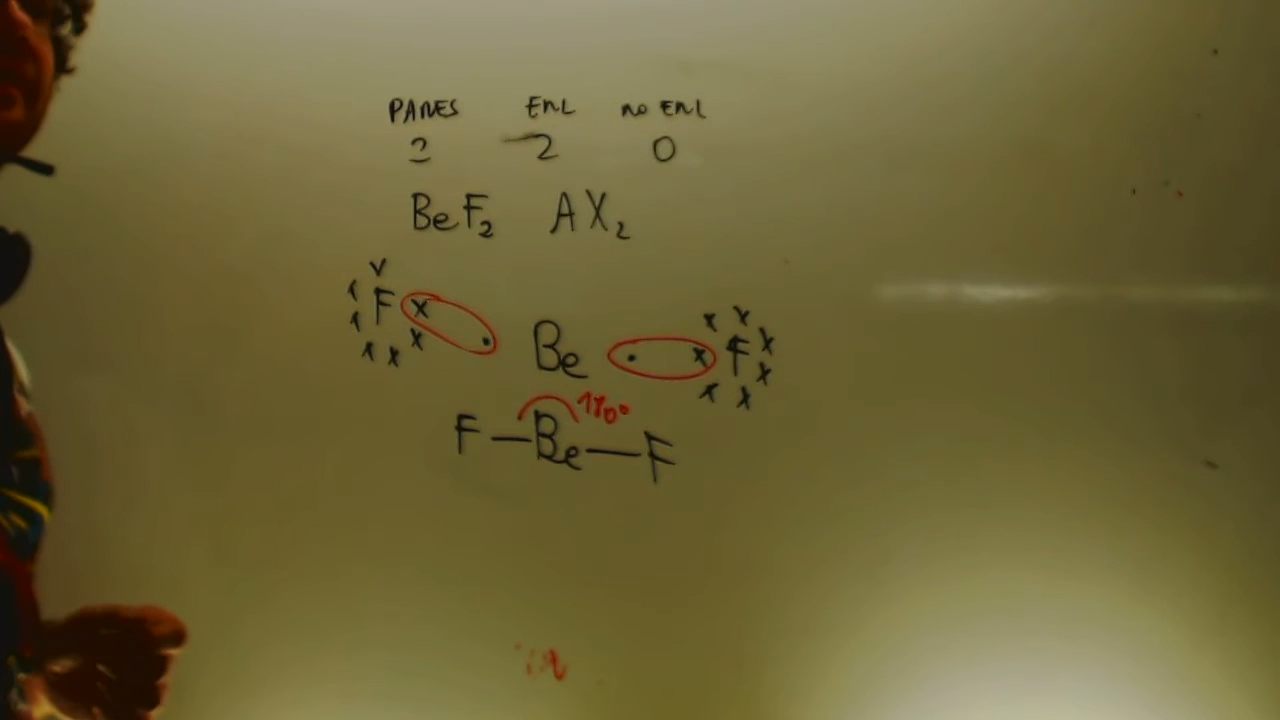 PARES ENL no ENL
2 2 0
BeF₂ AX₂
F Be F
180°
F—Be—F